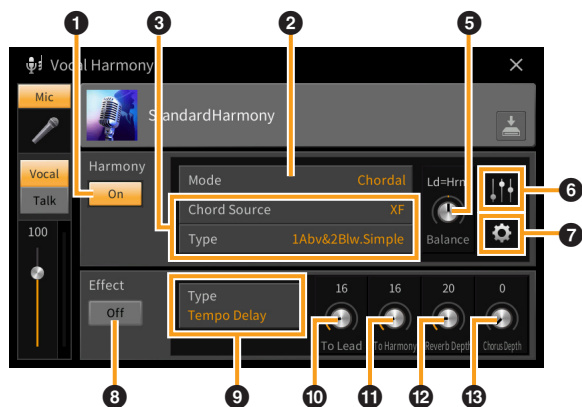 1
3
2
5
Vocal Harmony
Mic
StandardHarmony
Vocal
Talk
100
Harmony
On
Mode Chordal
Chord Source XF
Type 1Abv&2Blw.Simple
Ld=Hrm
Balance
6
7
Effect
Off
Type
Tempo Delay
16
To Lead
16
To Harmony
20
Reverb Depth
0
Chorus Depth
8
9
10
11
12
13